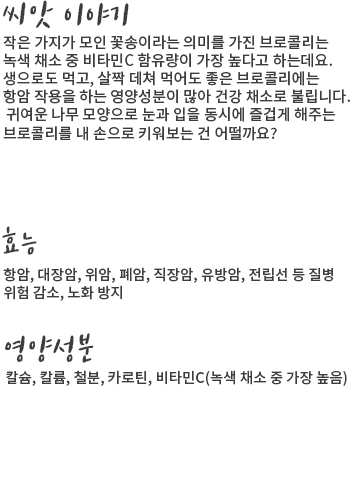 씨앗 이야기
작은 가지가 모인 꽃송이라는 의미를 가진 브로콜리는
녹색 채소 중 비타민C 함유량이 가장 높다고 하는데요.
생으로도 먹고, 살짝 데쳐 먹어도 좋은 브로콜리에는
항암 작용을 하는 영양성분이 많아 건강 채소로 불립니다.
귀여운 나무 모양으로 눈과 입을 동시에 즐겁게 해주는
브로콜리를 내 손으로 키워보는 건 어떨까요?
효능
항암, 대장암, 위암, 폐암, 직장암, 유방암, 전립선 등 질병
위험 감소, 노화 방지
영양성분
칼슘, 칼륨, 철분, 카로틴, 비타민C(녹색 채소 중 가장 높음)